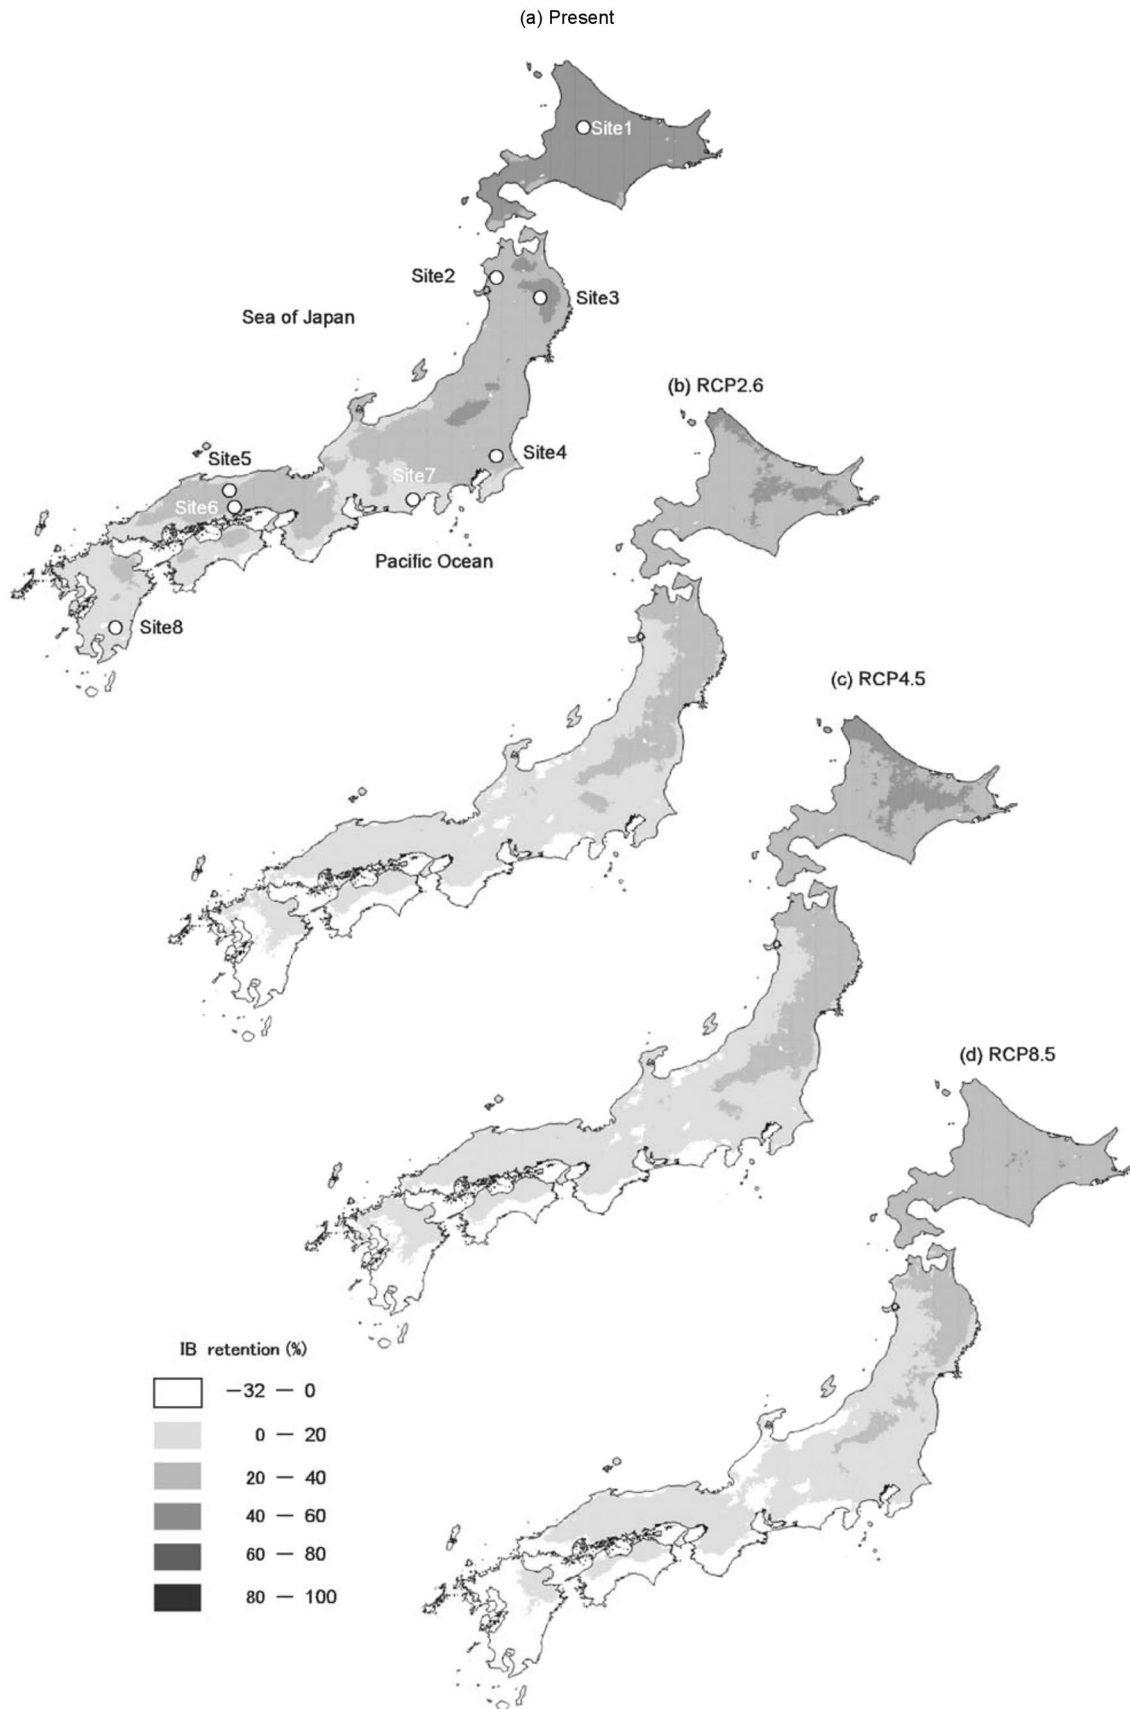 (a) Present
Site1
Site2
Site3
Sea of Japan
(b) RCP2.6
Site4
Site5
Site7
Site6
Pacific Ocean
Site8
(c) RCP4.5
(d) RCP8.5
IB retention (%)
−32 — 0
0 — 20
20 — 40
40 — 60
60 — 80
80 — 100